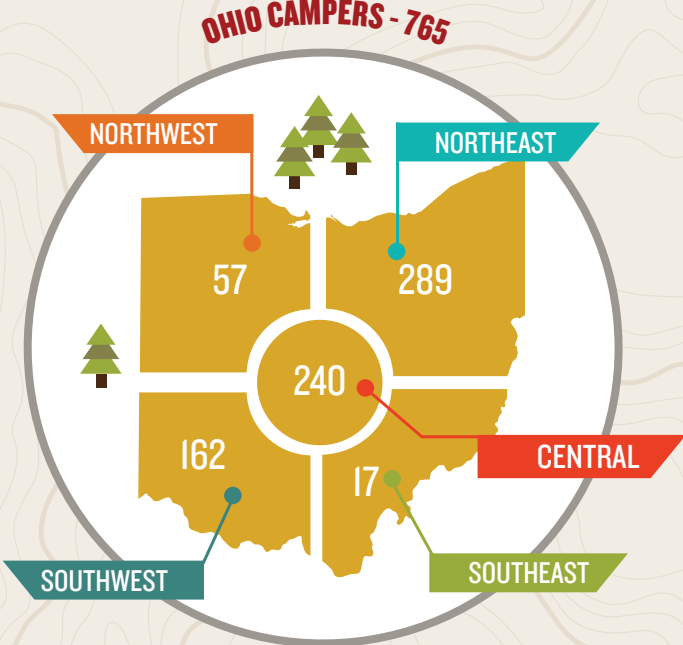 OHIO CAMPERS - 765
NORTHWEST
NORTHEAST
57
289
240
CENTRAL
162
17
SOUTHWEST
SOUTHEAST